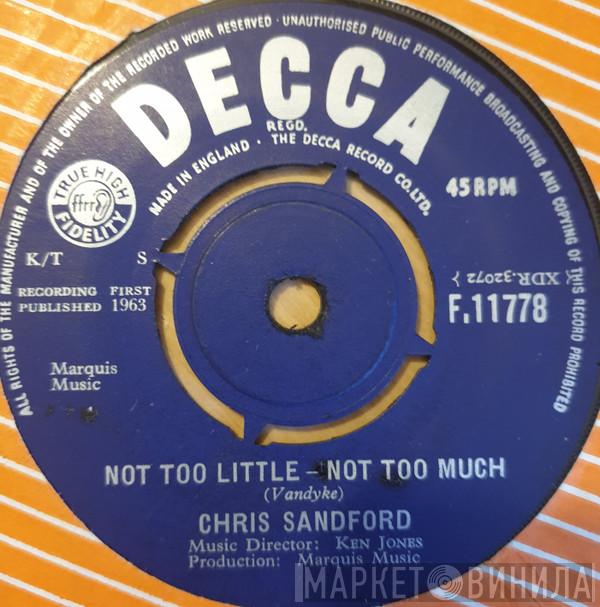 ALL RIGHTS OF THE MANUFACTURER AND OF THE OWNER OF THE RECORDED WORK RESERVED · UNAUTHORISED PUBLIC PERFORMANCE BROADCASTING AND COPYING OF THIS RECORD PROHIBITED
DECCA
REGD.
MADE IN ENGLAND · THE DECCA RECORD CO. LTD.
TRUE HIGH
ffrr
FIDELITY
45 RPM
K/T S
XDR.32072
RECORDING FIRST
PUBLISHED 1963
F.11778
Marquis
Music
NOT TOO LITTLE - NOT TOO MUCH
(Vandyke)
CHRIS SANDFORD
Music Director: KEN JONES
Production: Marquis Music
МАРКЕТ ВИНИЛА